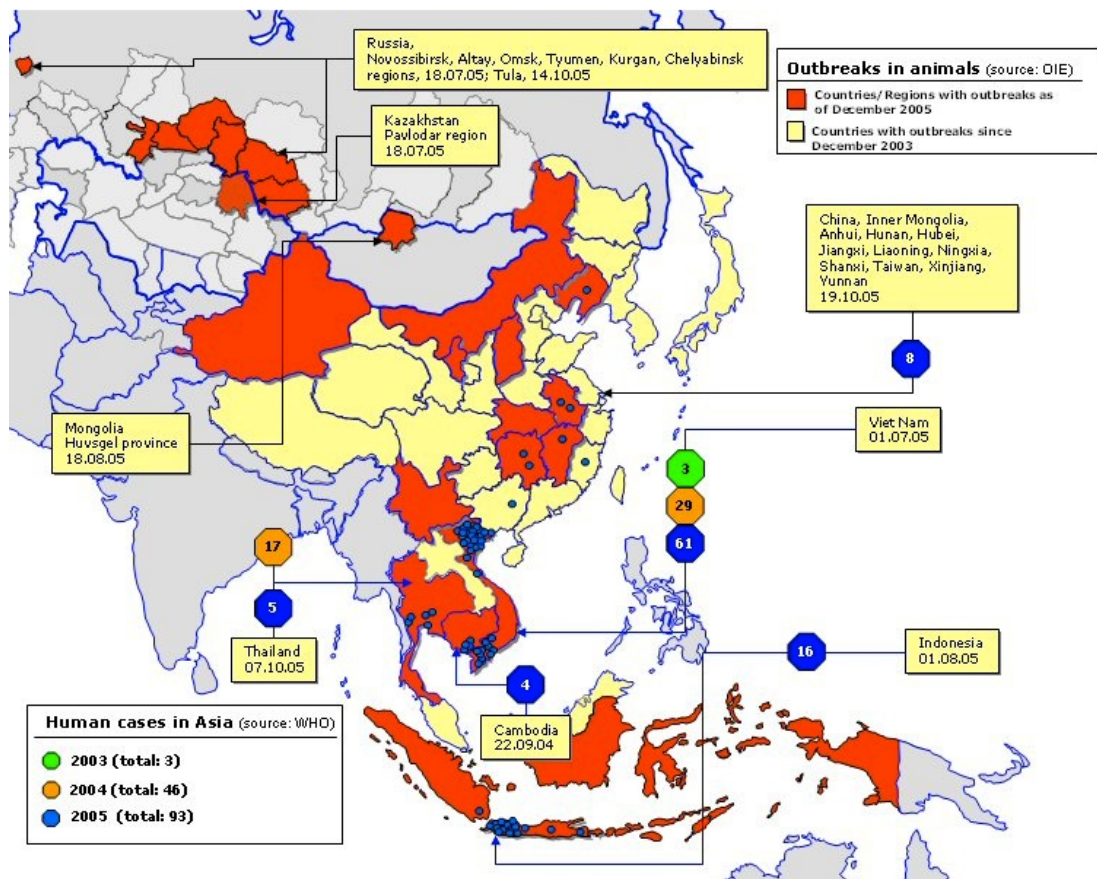 Russia,
Novossibirsk, Altay, Omsk, Tyumen, Kurgan, Chelyabinsk
regions, 18.07.05; Tula, 14.10.05
Outbreaks in animals (source: OIE)
Countries/Regions with outbreaks as
of December 2005
Countries with outbreaks since
December 2003
Kazakhstan
Pavlodar region
18.07.05
China, Inner Mongolia,
Anhui, Hunan, Hubei,
Jiangxi, Liaoning, Ningxia,
Shanxi, Taiwan, Xinjiang,
Yunnan
19.10.05
8
Mongolia
Huvsgel province
18.08.05
Viet Nam
01.07.05
3
29
61
17
5
Thailand
07.10.05
16
Indonesia
01.08.05
4
Cambodia
22.09.04
Human cases in Asia (source: WHO)
2003 (total: 3)
2004 (total: 46)
2005 (total: 93)